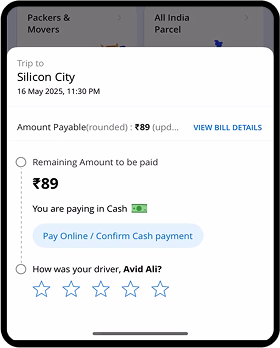 Packers &
Movers
All India
Parcel
Trip to
Silicon City
16 May 2025, 11:30 PM
Amount Payable(rounded) : ₹89 (upd... VIEW BILL DETAILS
Remaining Amount to be paid
₹89
You are paying in Cash
Pay Online / Confirm Cash payment
How was your driver, Avid Ali?